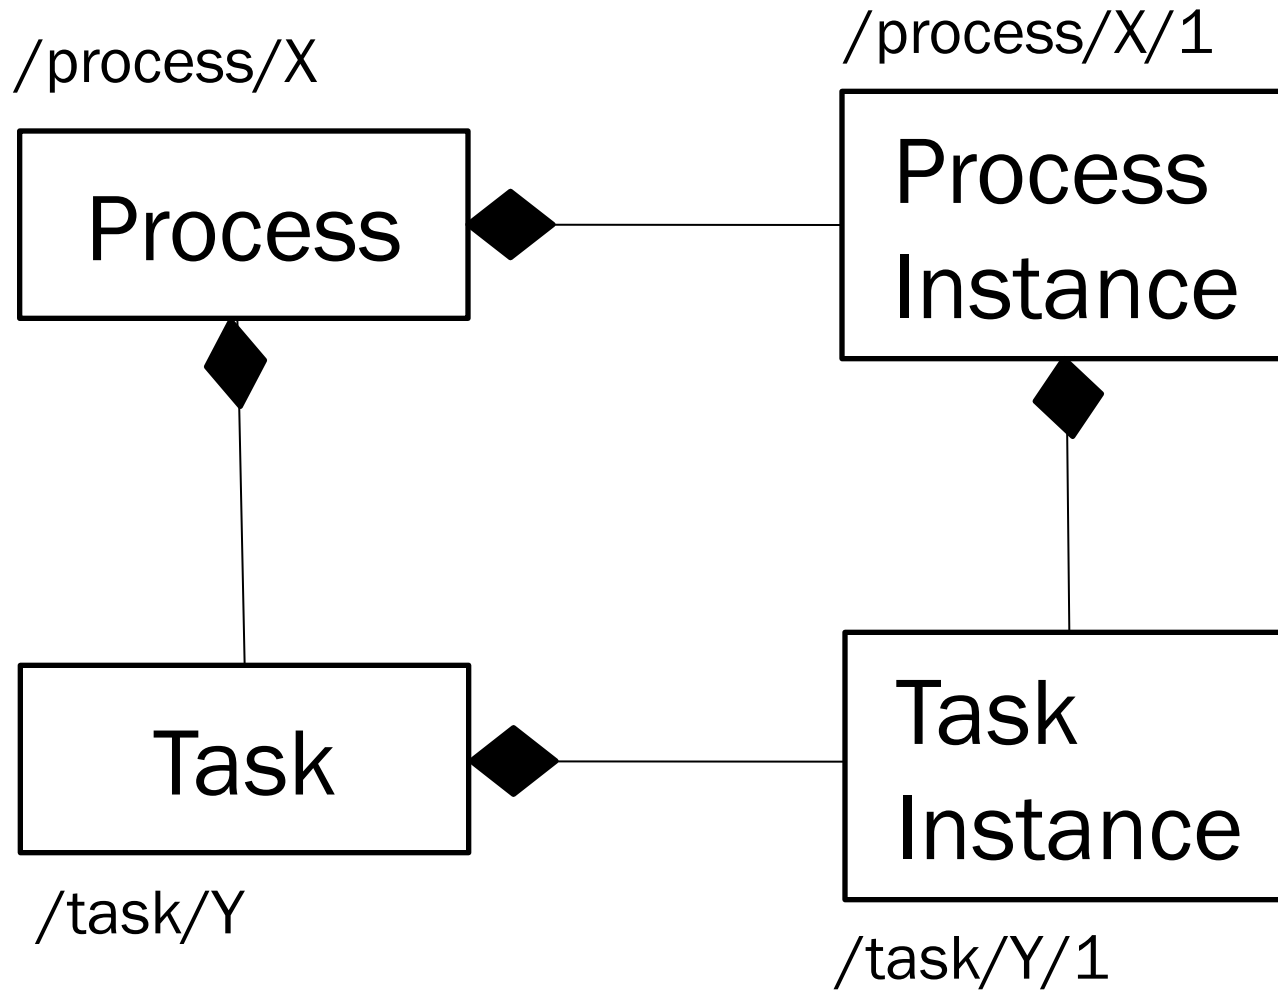 /process/X
/process/X/1
Process
Process
Instance
Task
Task
Instance
/task/Y
/task/Y/1